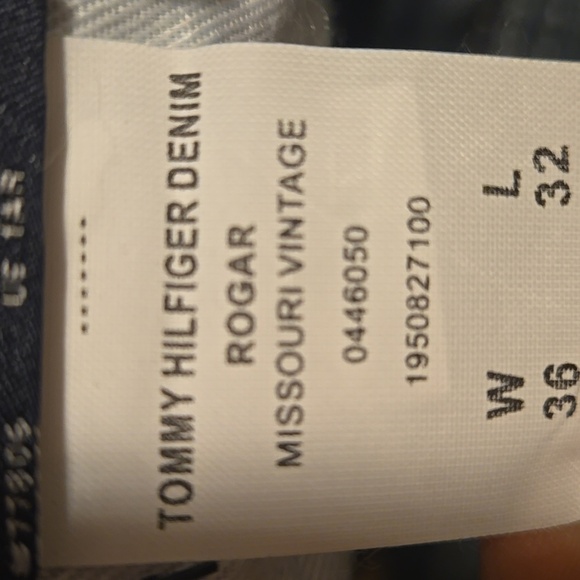 TOMMY HILFIGER DENIM
ROGAR
MISSOURI VINTAGE
0446050
1950827100
W L
36 32